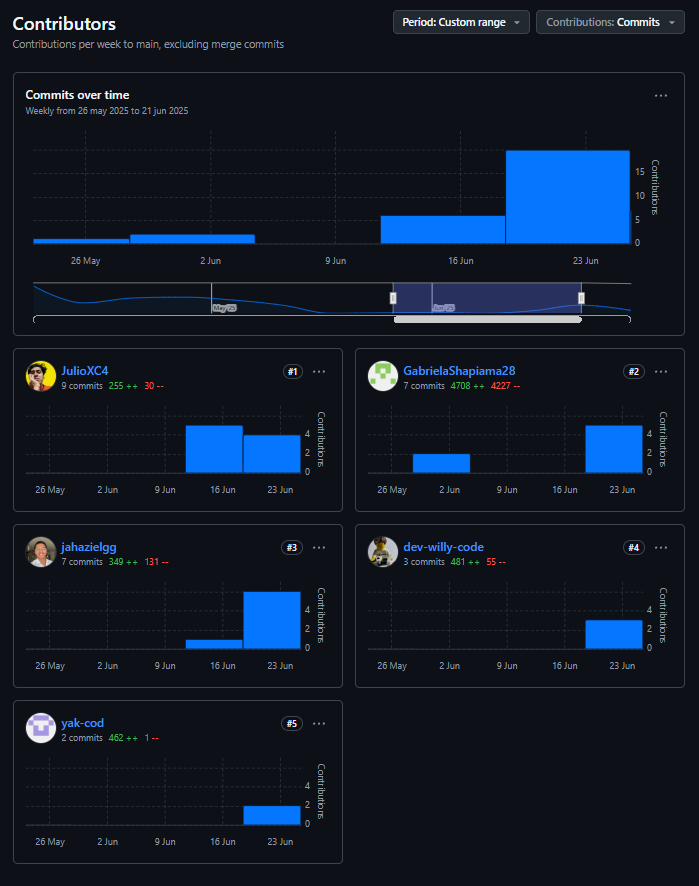 Contributors
Period: Custom range
Contributions: Commits
Contributions per week to main, excluding merge commits
Commits over time
Weekly from 26 may 2025 to 21 jun 2025
15
10
5
0
Contributions
26 May 2 Jun 9 Jun 16 Jun 23 Jun
May '25 Jun '25
JulioXC4 #1
9 commits 255 ++ 30 --
4
2
0
Contributions
26 May 2 Jun 9 Jun 16 Jun 23 Jun
GabrielaShapiama28 #2
7 commits 4708 ++ 4227 --
4
2
0
Contributions
26 May 2 Jun 9 Jun 16 Jun 23 Jun
jahazielgg #3
7 commits 349 ++ 131 --
4
2
0
Contributions
26 May 2 Jun 9 Jun 16 Jun 23 Jun
dev-willy-code #4
3 commits 481 ++ 55 --
4
2
0
Contributions
26 May 2 Jun 9 Jun 16 Jun 23 Jun
yak-cod #5
2 commits 462 ++ 1 --
4
2
0
Contributions
26 May 2 Jun 9 Jun 16 Jun 23 Jun